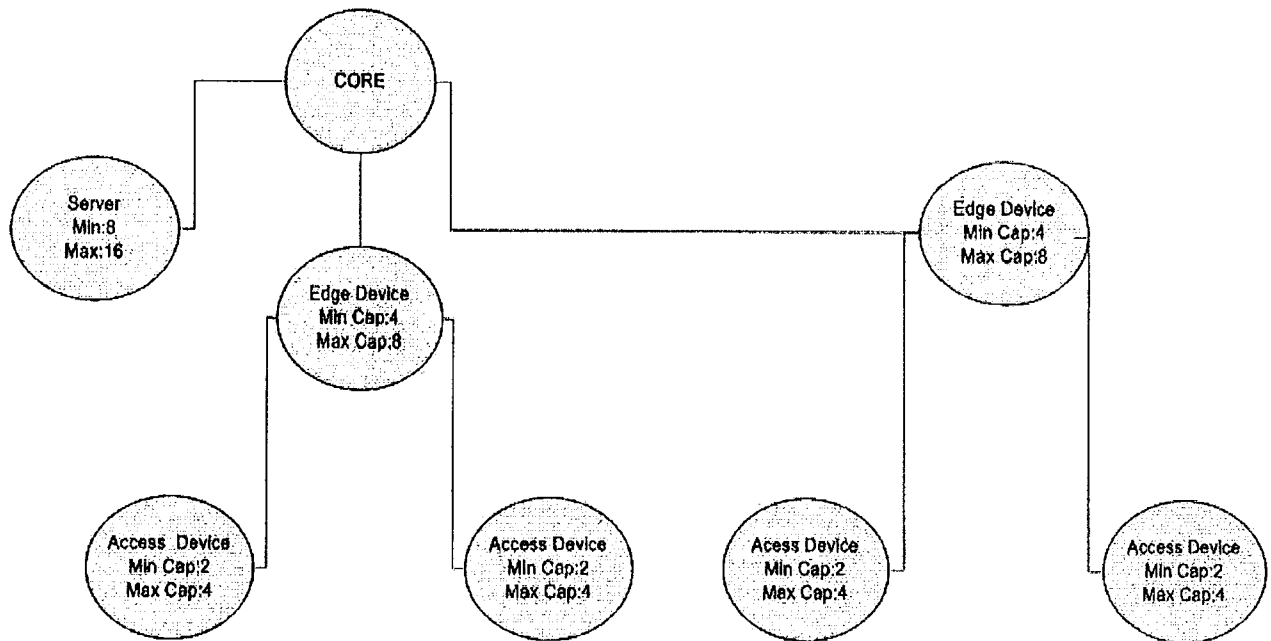 CORE
Server
Min:8
Max:16
Edge Device
Min Cap:4
Max Cap:8
Edge Device
Min Cap:4
Max Cap:8
Access Device
Min Cap:2
Max Cap:4
Access Device
Min Cap:2
Max Cap:4
Acess Device
Min Cap:2
Max Cap:4
Access Device
Min Cap:2
Max Cap:4